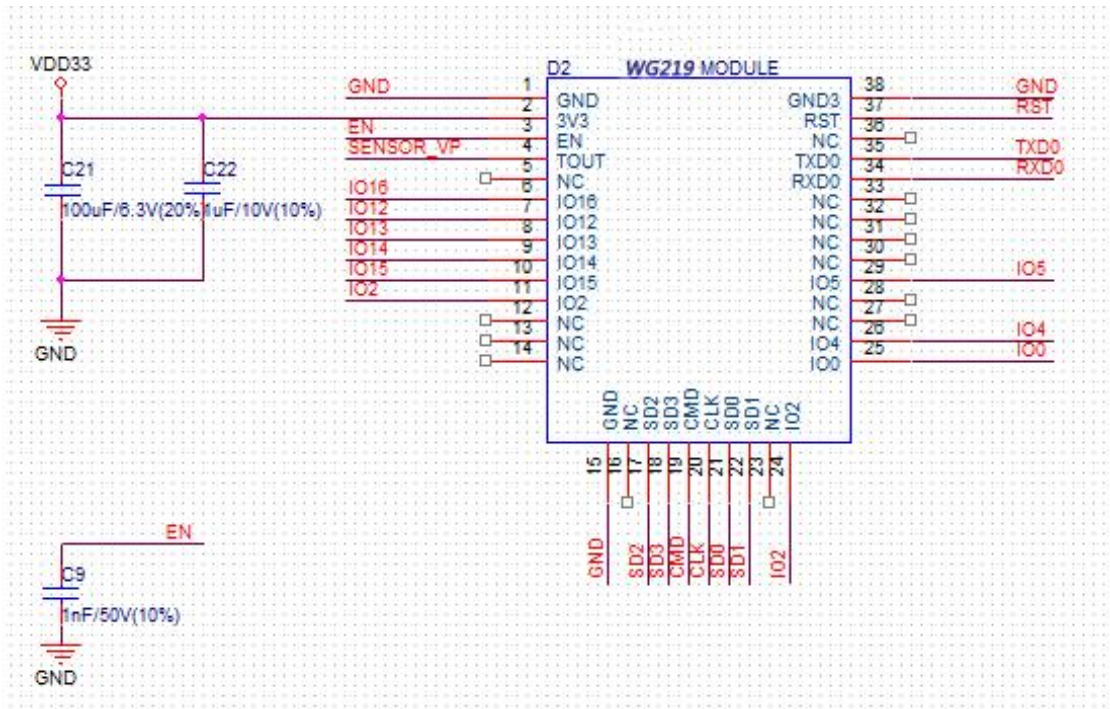 VDD33
C21
100uF/6.3V(20%)
C22
1uF/10V(10%)
GND
EN
C9
1nF/50V(10%)
GND
D2 WG219 MODULE
GND 1 GND
2 3V3
EN 3 EN
SENSOR_VP 4 TOUT
5 NC
IO16 6 IO16
IO12 7 IO12
IO13 8 IO13
IO14 9 IO14
IO15 10 IO15
IO2 11 IO2
12 NC
13 NC
14 NC
GND3 38 GND
RST 37 RST
NC 36
TXD0 35 TXD0
RXD0 34 RXD0
NC 33
NC 32
NC 31
NC 30
IO5 29 IO5
NC 28
NC 27
IO4 26 IO4
IO0 25 IO0
GND 15 GND
NC 16
SD2 17 SD2
SD3 18 SD3
CMD 19 CMD
CLK 20 CLK
SD0 21 SD0
SD1 22 SD1
NC 23
IO2 24 IO2